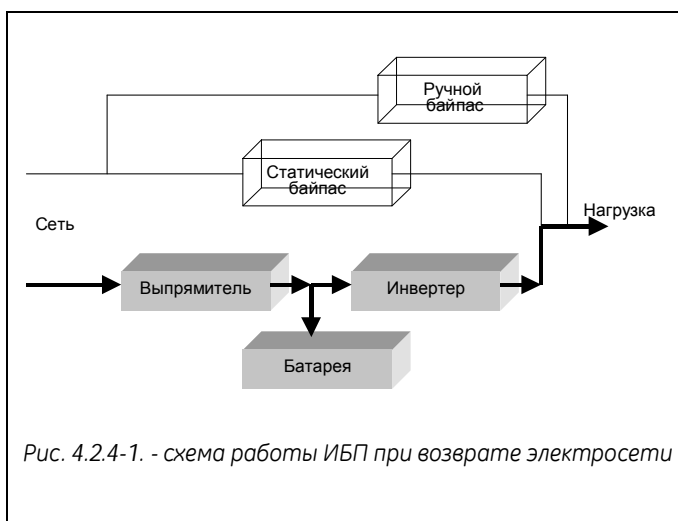 Ручной
байпас
Статический
байпас
Сеть
Нагрузка
Выпрямитель
Инвертер
Батарея
Рис. 4.2.4-1. - схема работы ИБП при возврате электросети